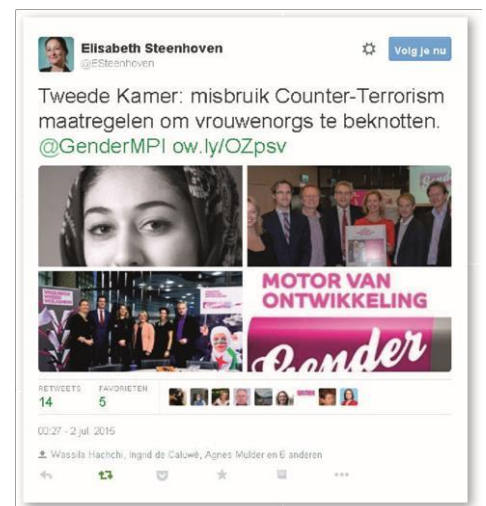 Elisabeth Steenhoven
@ESteenhoven
Volg je nu
Tweede Kamer: misbruik Counter-Terrorism
maatregelen om vrouwenorgs te beknotten.
@GenderMPI ow.ly/OZpsv
MOTOR VAN
ONTWIKKELING
Gender
RETWEETS
FAVORIETEN
14
5
00:27 - 2 jul. 2015
Wassila Hachchi, Ingrid de Caluwé, Agnes Mulder en 6 anderen